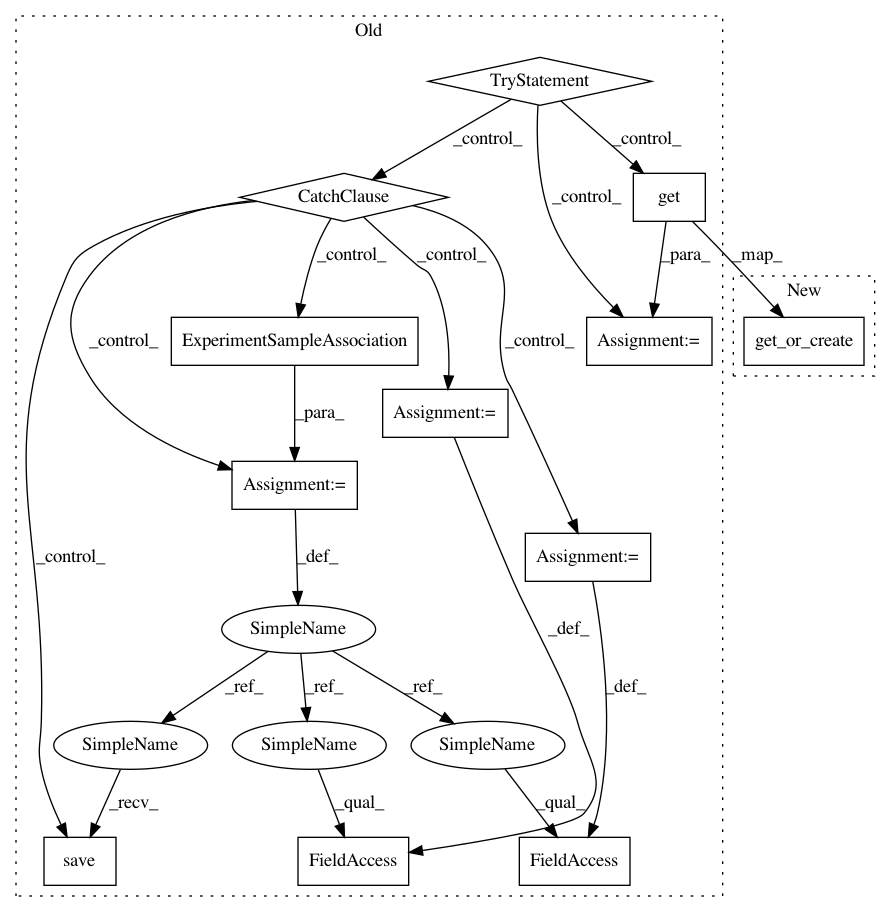 Old
TryStatement
_control_
_control_
CatchClause
_control_
get
_control_
_control_
_para_
_map_
New
_control_
ExperimentSampleAssociation
_control_
Assignment:=
get_or_create
_para_
Assignment:=
Assignment:=
_control_
_def_
Assignment:=
SimpleName
_def_
_ref_
_ref_
_ref_
_def_
SimpleName
SimpleName
SimpleName
_recv_
_qual_
_qual_
save
FieldAccess
FieldAccess